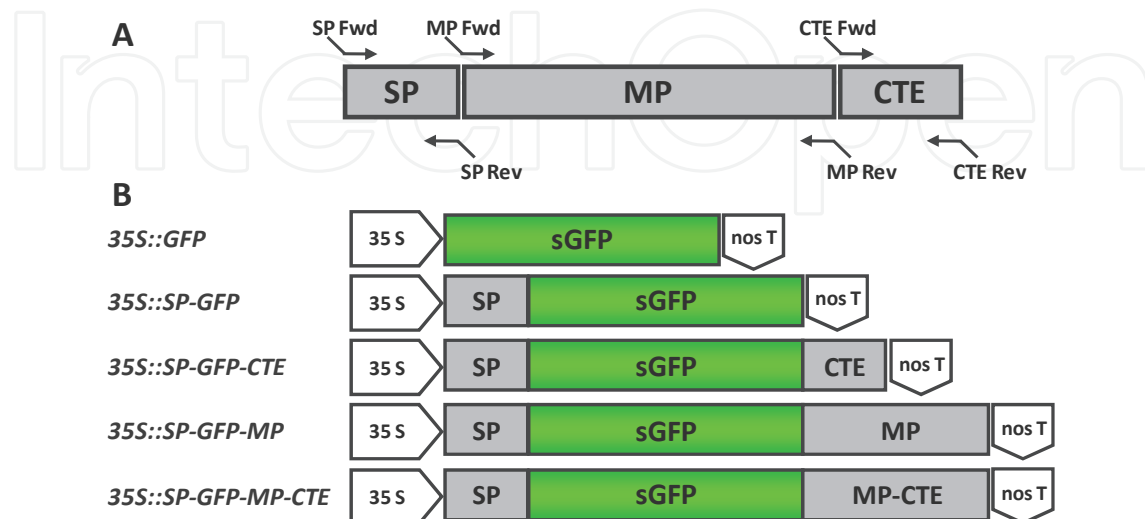 IntechOpen
A
SP Fwd MP Fwd CTE Fwd
SP MP CTE
SP Rev MP Rev CTE Rev
B
35S::GFP 35 S sGFP nos T
35S::SP-GFP 35 S SP sGFP nos T
35S::SP-GFP-CTE 35 S SP sGFP CTE nos T
35S::SP-GFP-MP 35 S SP sGFP MP nos T
35S::SP-GFP-MP-CTE 35 S SP sGFP MP-CTE nos T